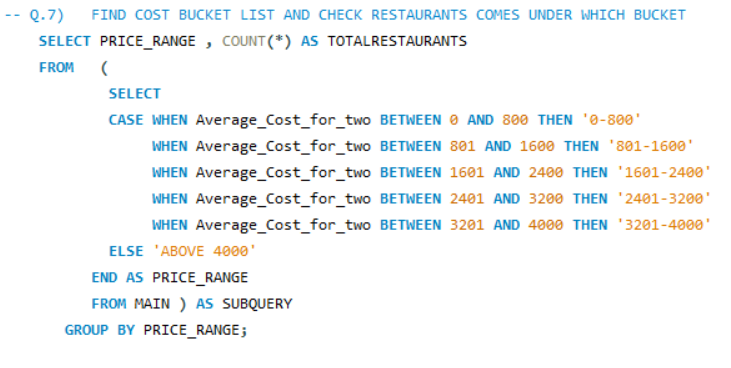 -- Q.7) FIND COST BUCKET LIST AND CHECK RESTAURANTS COMES UNDER WHICH BUCKET
SELECT PRICE_RANGE , COUNT(*) AS TOTALRESTAURANTS
FROM (
SELECT
CASE WHEN Average_Cost_for_two BETWEEN 0 AND 800 THEN '0-800'
WHEN Average_Cost_for_two BETWEEN 801 AND 1600 THEN '801-1600'
WHEN Average_Cost_for_two BETWEEN 1601 AND 2400 THEN '1601-2400'
WHEN Average_Cost_for_two BETWEEN 2401 AND 3200 THEN '2401-3200'
WHEN Average_Cost_for_two BETWEEN 3201 AND 4000 THEN '3201-4000'
ELSE 'ABOVE 4000'
END AS PRICE_RANGE
FROM MAIN ) AS SUBQUERY
GROUP BY PRICE_RANGE;